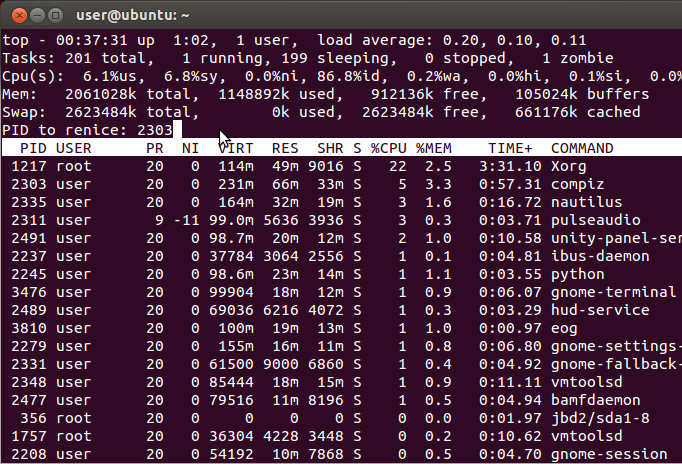 user@ubuntu: ~
top - 00:37:31 up  1:02,  1 user,  load average: 0.20, 0.10, 0.11
Tasks: 201 total,   1 running, 199 sleeping,   0 stopped,   1 zombie
Cpu(s):  6.1%us,  6.8%sy,  0.0%ni, 86.8%id,  0.2%wa,  0.0%hi,  0.1%si,  0.0%
Mem:   2061028k total,  1148892k used,   912136k free,   105024k buffers
Swap:  2623484k total,        0k used,  2623484k free,   661176k cached
PID to renice: 2303
PID USER      PR  NI  VIRT  RES  SHR S %CPU %MEM    TIME+  COMMAND
1217 root      20   0  114m  49m 9016 S   22  2.5   3:31.10 Xorg
2303 user      20   0  231m  66m  33m S    5  3.3   0:57.31 compiz
2335 user      20   0  164m  32m  19m S    3  1.6   0:16.72 nautilus
2311 user       9 -11 99.0m 5636 3936 S    3  0.3   0:03.71 pulseaudio
2491 user      20   0 98.7m  20m  12m S    2  1.0   0:10.58 unity-panel-ser
2237 user      20   0 37784 3064 2556 S    1  0.1   0:04.81 ibus-daemon
2245 user      20   0 98.6m  23m  14m S    1  1.1   0:03.55 python
3476 user      20   0 99904  18m  12m S    1  0.9   0:06.07 gnome-terminal
2489 user      20   0 69036 6216 4072 S    1  0.3   0:03.29 hud-service
3810 user      20   0  100m  19m  13m S    1  1.0   0:00.97 eog
2279 user      20   0  155m  16m  11m S    1  0.8   0:06.80 gnome-settings-
2331 user      20   0 61500 9000 6860 S    1  0.4   0:04.92 gnome-fallback-
2348 user      20   0 85444  18m  15m S    1  0.9   0:11.11 vmtoolsd
2477 user      20   0 79516  11m 8196 S    1  0.5   0:04.94 bamfdaemon
356 root      20   0     0    0    0 S    0  0.0   0:01.97 jbd2/sda1-8
1757 root      20   0 36304 4228 3448 S    0  0.2   0:10.62 vmtoolsd
2208 user      20   0 54192  10m 7868 S    0  0.5   0:04.70 gnome-session